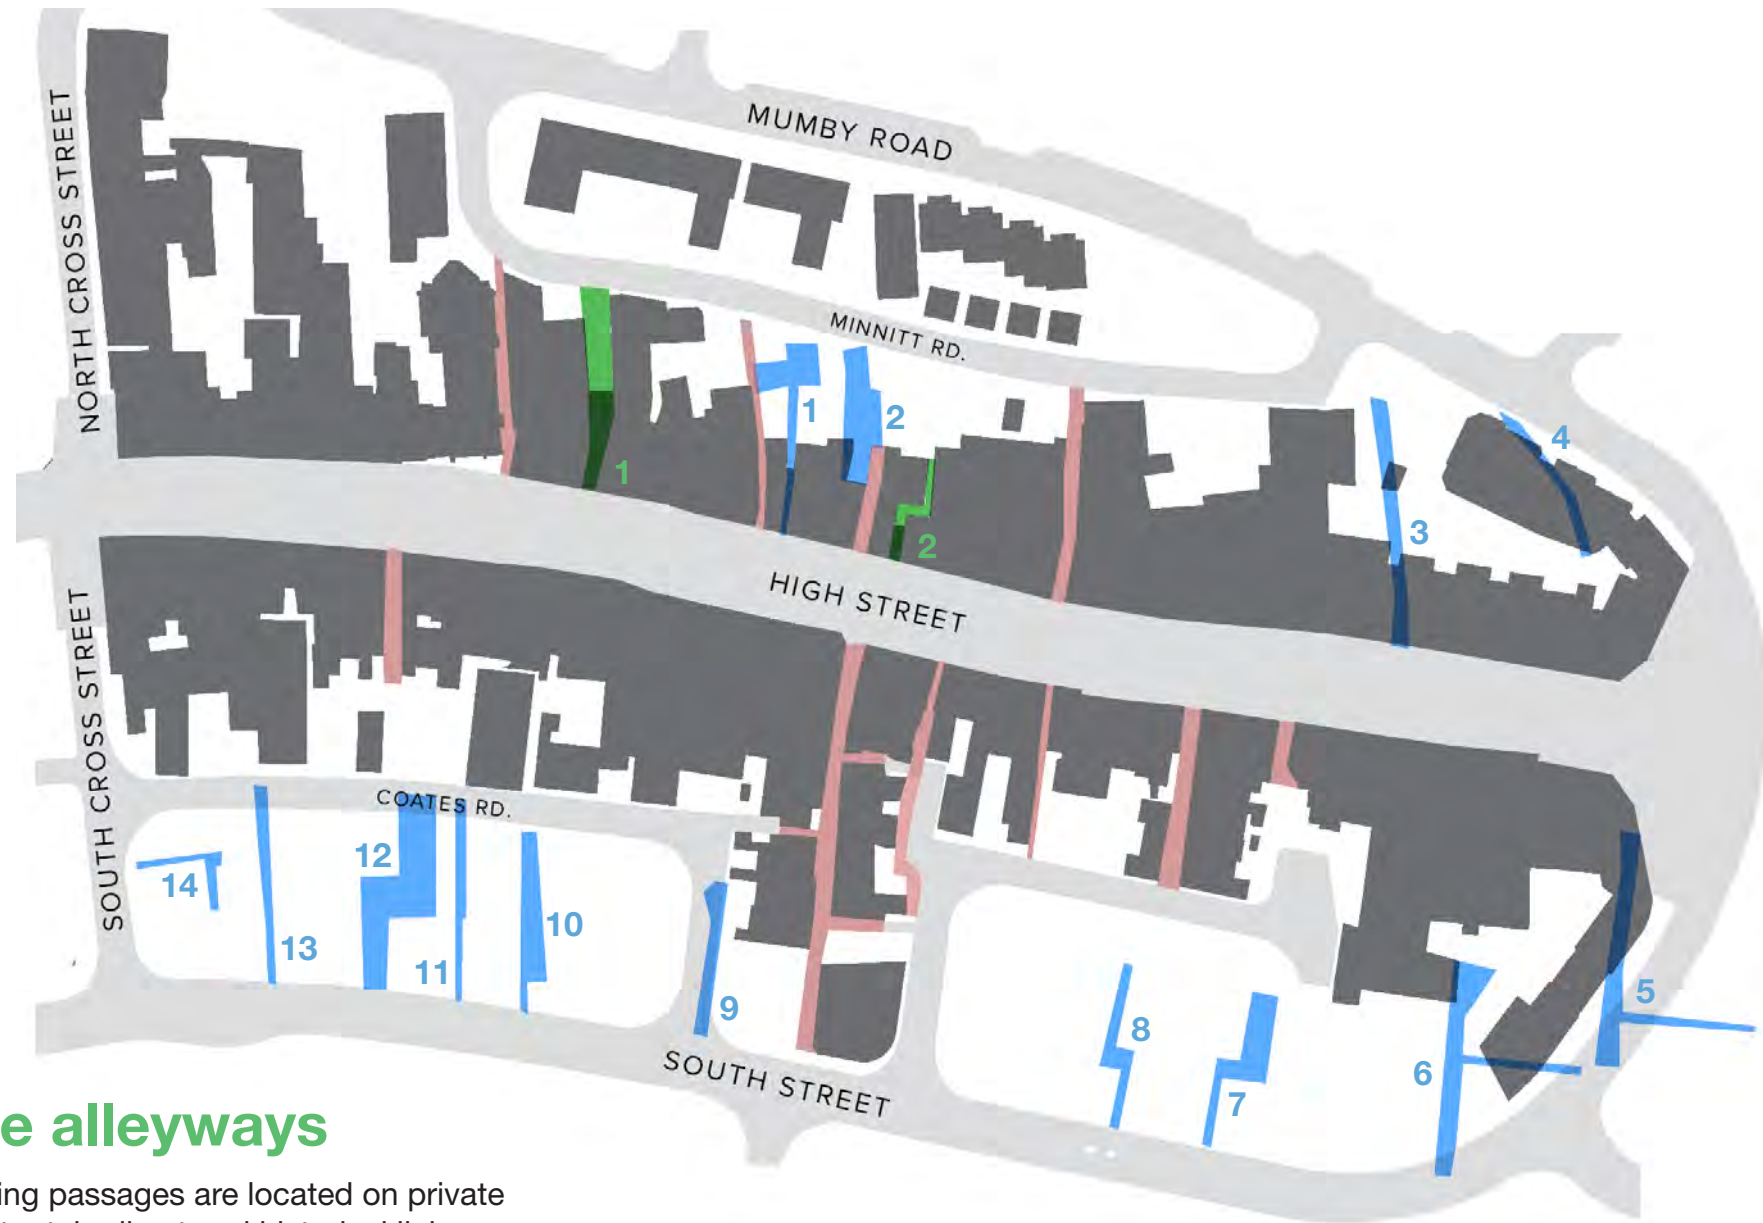 MUMBY ROAD
NORTH CROSS STREET
MINNITT RD.
1
2
1
2
3
4
HIGH STREET
SOUTH CROSS STREET
COATES RD.
14
13
12
11
10
9
8
7
6
5
SOUTH STREET
e alleyways
ing passages are located on private